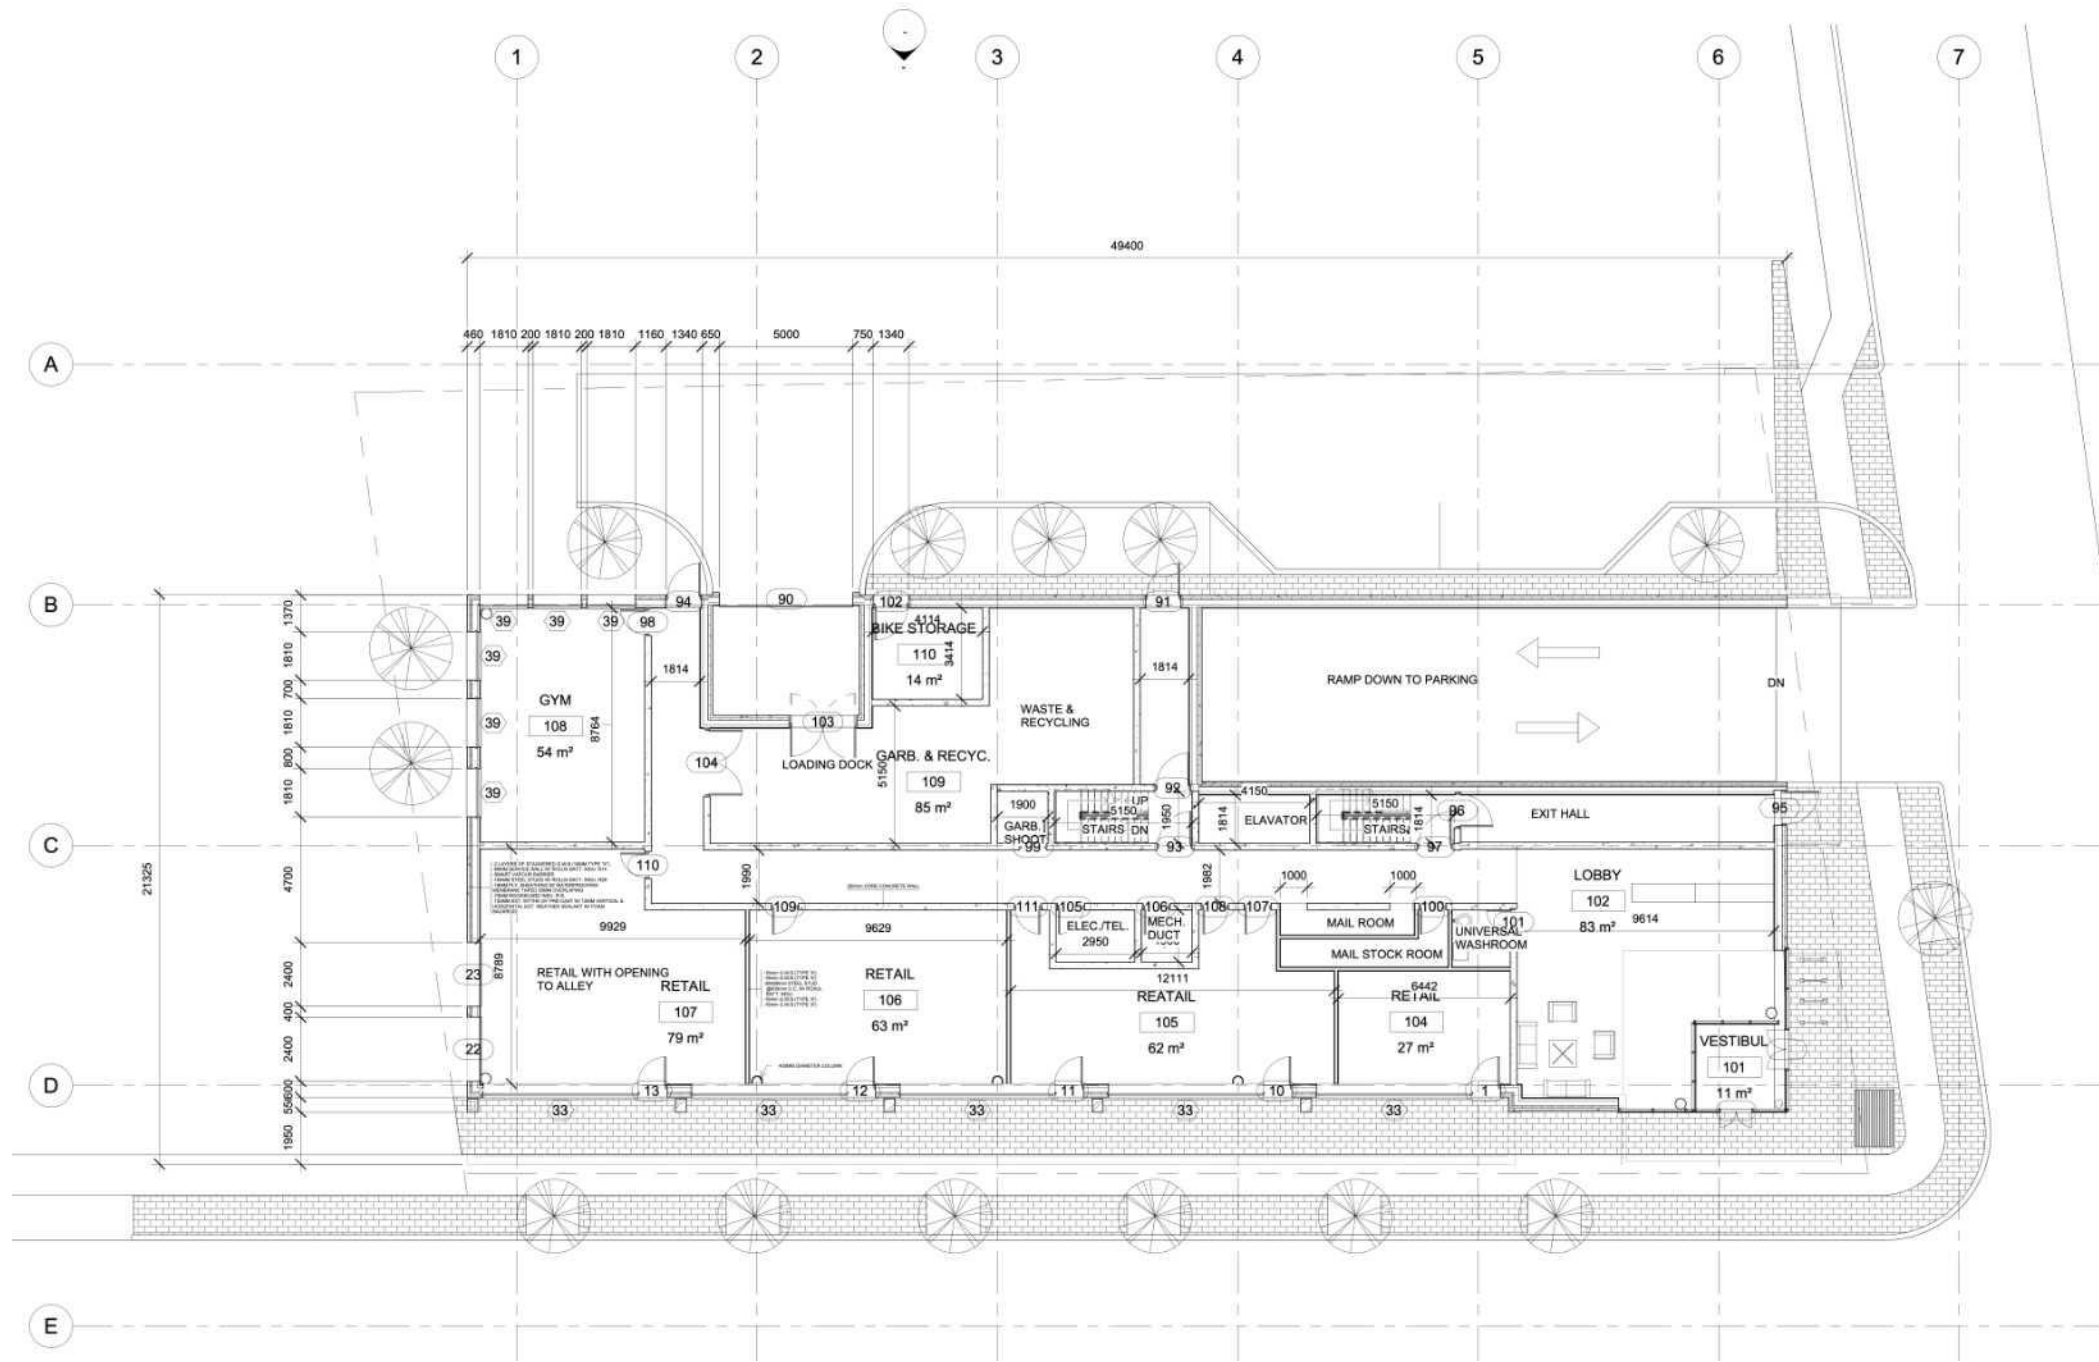 1 2 3 4 5 6 7
A
B
C
D
E
49400
460 1810 200 1810 200 1810 1160 1340 650 5000 750 1340
21325
1370
1810
700
1810
800
1810
4700
2400
400
2400
600
550
1950
94 90 102 91
39 39 39 98
39
39
39
GYM
108
54 m²
8764
1814
4114
BIKE STORAGE
110
14 m²
3414
WASTE &
RECYCLING
1814
RAMP DOWN TO PARKING
DN
103
104
LOADING DOCK
GARB. & RECYC.
109
85 m²
5150
92
1900
GARB.
SHOOT
99
UP
5150
STAIRS DN
1950
93
4150
1814
ELAVATOR
5150
STAIRS
1814
97
96
EXIT HALL
95
110
1990
1982
1000
1000
109
111
105
106
108
107
100
101
9929
8789
23
22
RETAIL WITH OPENING
TO ALLEY
RETAIL
107
79 m²
9629
RETAIL
106
63 m²
ELEC./TEL.
2950
MECH.
DUCT
12111
REATAIL
105
62 m²
MAIL ROOM
MAIL STOCK ROOM
UNIVERSAL
WASHROOM
6442
RETAIL
104
27 m²
LOBBY
102
83 m²
9614
VESTIBUL
101
11 m²
13 12 11 10 1
33 33 33 33 33